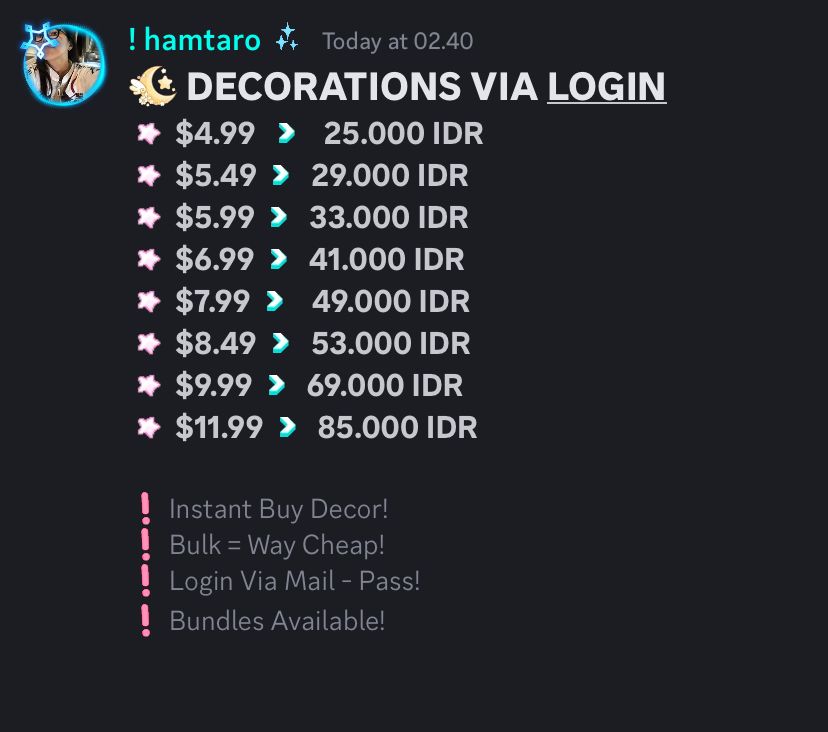 ! hamtaro Today at 02.40
DECORATIONS VIA LOGIN
$4.99 25.000 IDR
$5.49 29.000 IDR
$5.99 33.000 IDR
$6.99 41.000 IDR
$7.99 49.000 IDR
$8.49 53.000 IDR
$9.99 69.000 IDR
$11.99 85.000 IDR
Instant Buy Decor!
Bulk = Way Cheap!
Login Via Mail - Pass!
Bundles Available!